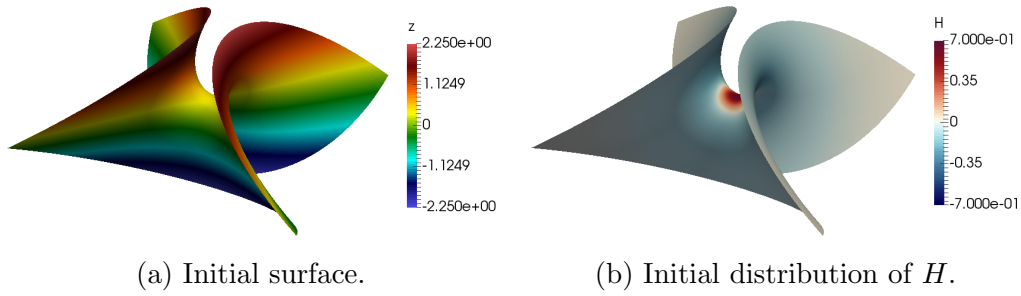 z
2.250e+00
1.1249
0
-1.1249
-2.250e+00
H
7.000e-01
0.35
0
-0.35
-7.000e-01
(a) Initial surface.
(b) Initial distribution of H.